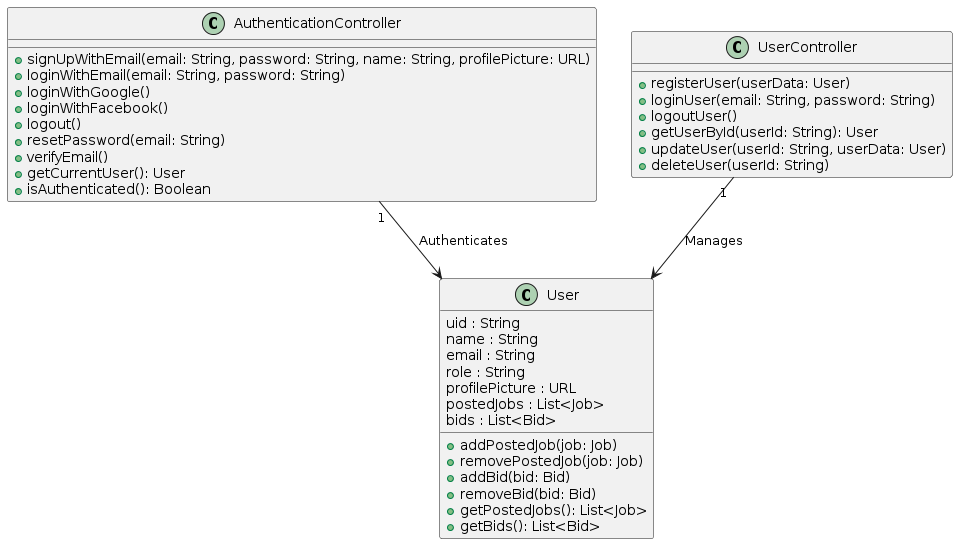 C AuthenticationController
signUpWithEmail(email: String, password: String, name: String, profilePicture: URL)
loginWithEmail(email: String, password: String)
loginWithGoogle()
loginWithFacebook()
logout()
resetPassword(email: String)
verifyEmail()
getCurrentUser(): User
isAuthenticated(): Boolean
C UserController
registerUser(userData: User)
loginUser(email: String, password: String)
logoutUser()
getUserById(userId: String): User
updateUser(userId: String, userData: User)
deleteUser(userId: String)
1
Authenticates
1
Manages
C User
uid : String
name : String
email : String
role : String
profilePicture : URL
postedJobs : List<Job>
bids : List<Bid>
addPostedJob(job: Job)
removePostedJob(job: Job)
addBid(bid: Bid)
removeBid(bid: Bid)
getPostedJobs(): List<Job>
getBids(): List<Bid>